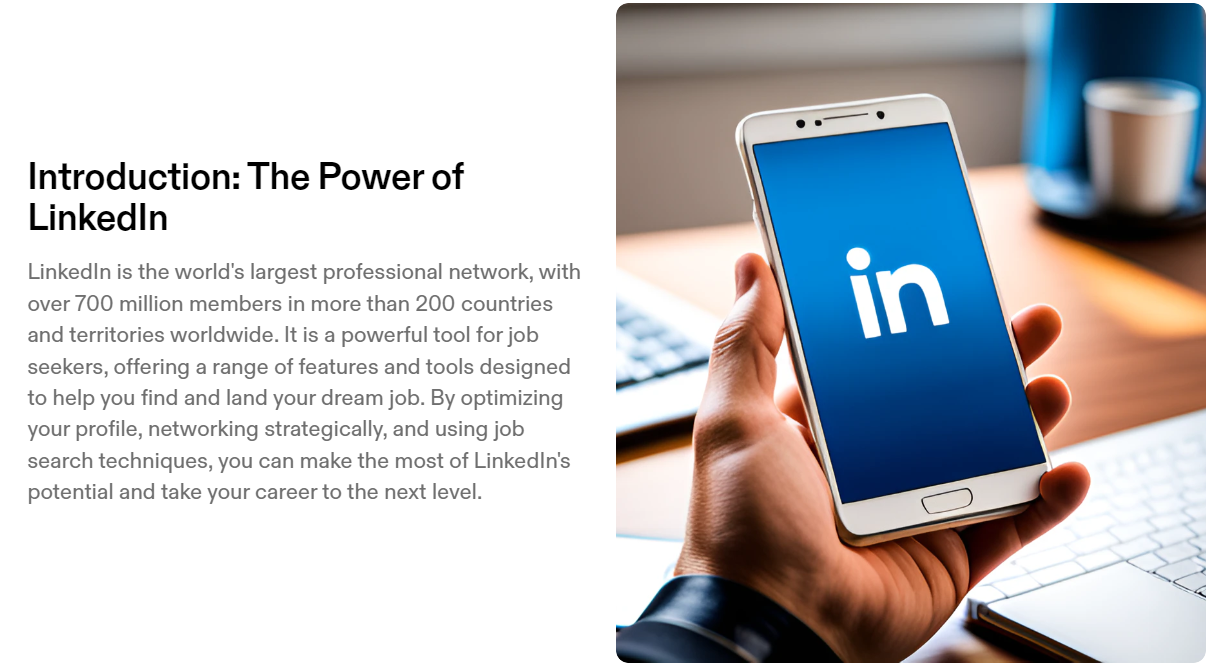 Introduction: The Power of
LinkedIn
LinkedIn is the world's largest professional network, with
over 700 million members in more than 200 countries
and territories worldwide. It is a powerful tool for job
seekers, offering a range of features and tools designed
to help you find and land your dream job. By optimizing
your profile, networking strategically, and using job
search techniques, you can make the most of LinkedIn's
potential and take your career to the next level.
in